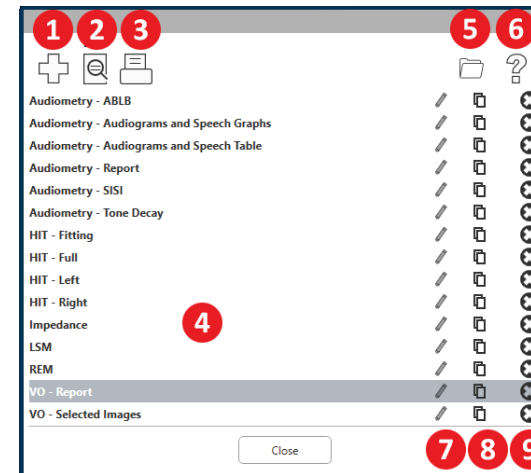 1 2 3 5 6
?
Audiometry - ABLB
Audiometry - Audiograms and Speech Graphs
Audiometry - Audiograms and Speech Table
Audiometry - Report
Audiometry - SISI
Audiometry - Tone Decay
HIT - Fitting
HIT - Full
HIT - Left
HIT - Right
Impedance
4
LSM
REM
VO - Report
VO - Selected Images
Close
7 8 9